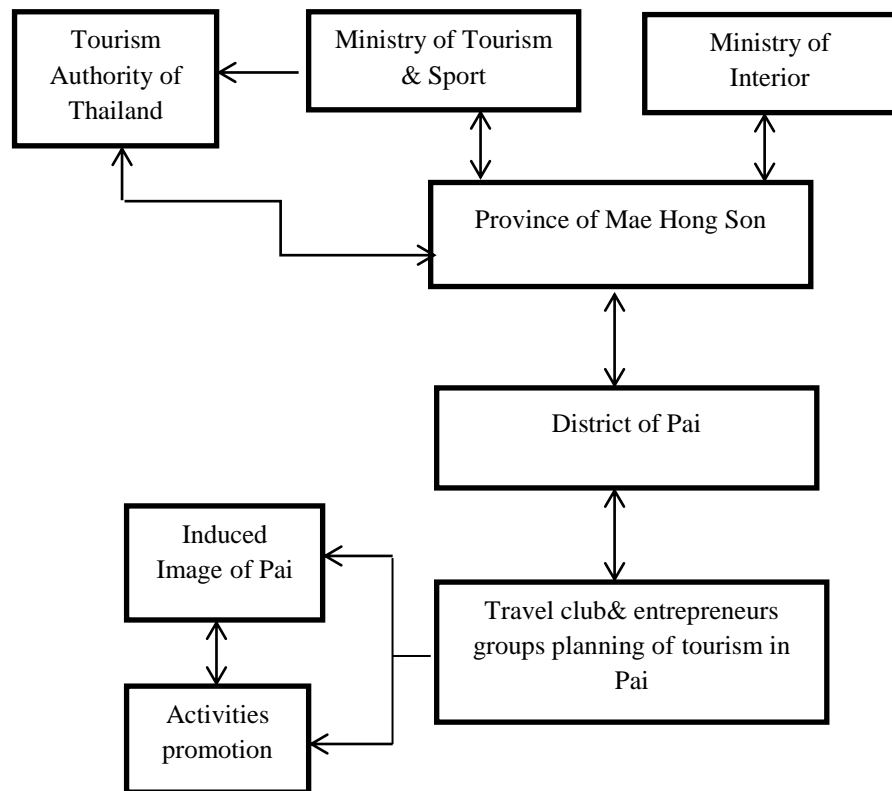 Tourism
Authority of
Thailand
Ministry of Tourism
& Sport
Ministry of
Interior
Province of Mae Hong Son
District of Pai
Induced
Image of Pai
Travel club& entrepreneurs
groups planning of tourism in
Pai
Activities
promotion